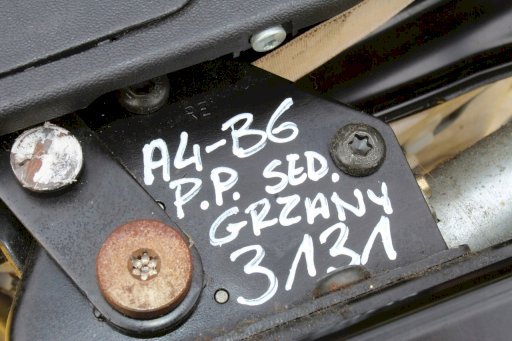 A4-B6
P.P. SED.
GRZANY
3131